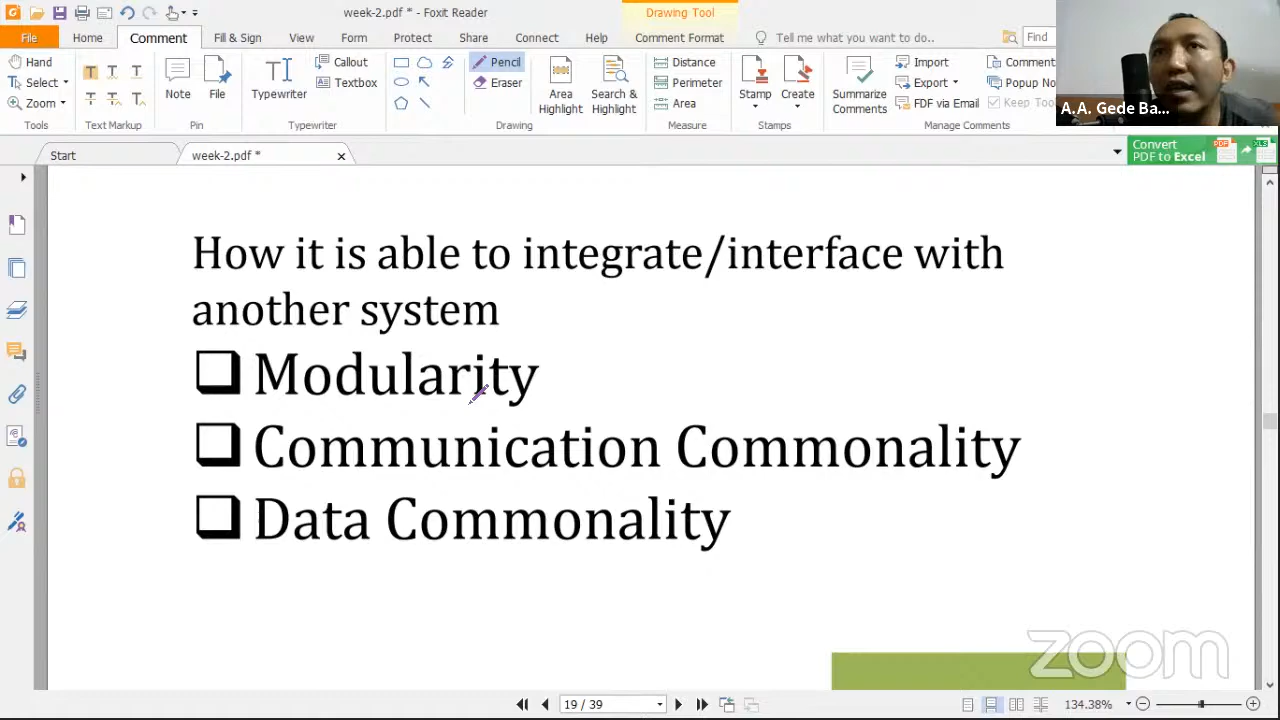 week-2.pdf * - Foxit Reader
Drawing Tool
File Home Comment Fill & Sign View Form Protect Share Connect Help Comment Format Tell me what you want to do.. Find
Hand
Select
Zoom
Tools
Text Markup
Note
File
Pin
Typewriter
Callout
Textbox
Typewriter
Pencil
Eraser
Area Highlight
Search & Highlight
Drawing
Distance
Perimeter
Area
Measure
Stamp
Create
Stamps
Summarize Comments
Import
Export
FDF via Email
Comment
Popup No
Keep Too
Manage Comments
A.A. Gede Ba...
Start
week-2.pdf *
Convert
PDF to Excel
How it is able to integrate/interface with
another system
Modularity
Communication Commonality
Data Commonality
zoom
19 / 39
134.38%